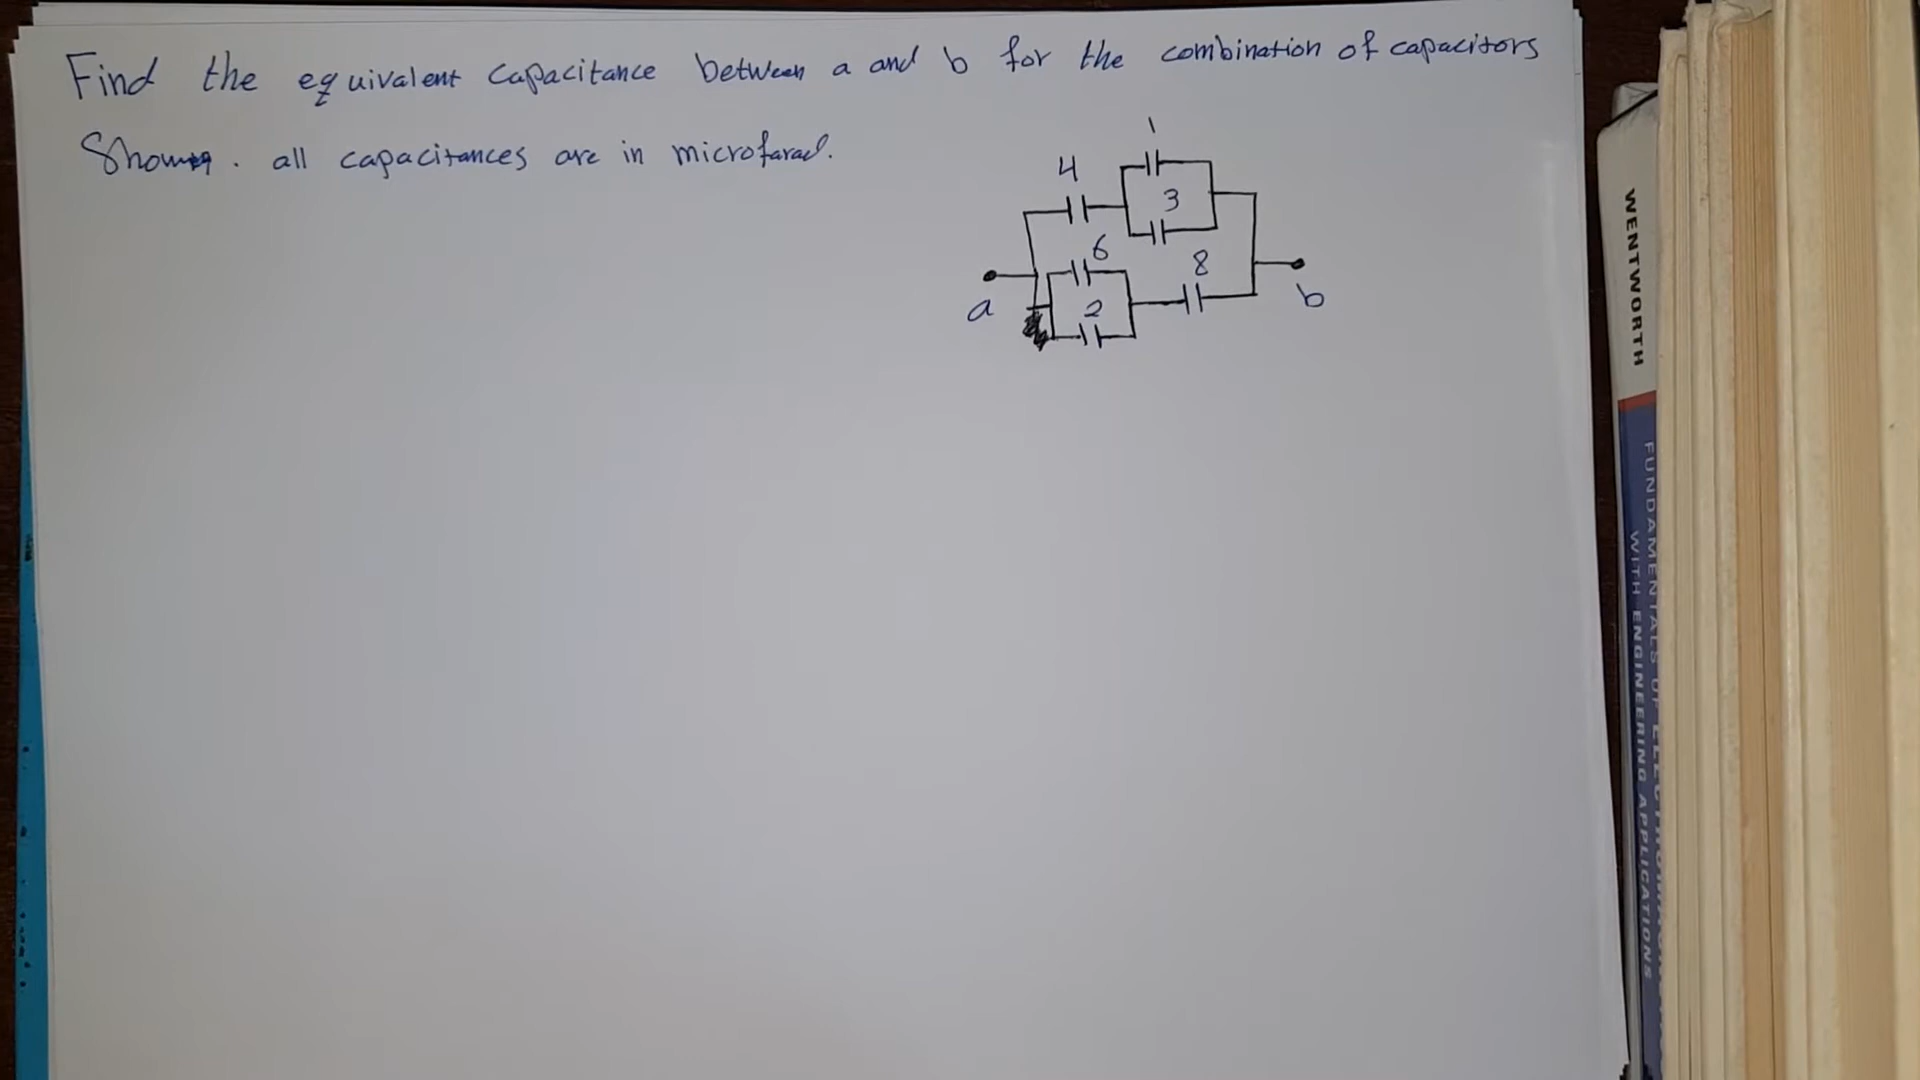 Find the equivalent capacitance between a and b for the combination of capacitors
Shown. all capacitances are in microfarad.
1
4
3
6
8
a
2
b
WENTWORTH
FUNDAMENTALS OF
WITH ENGINEERING APPLICATIONS